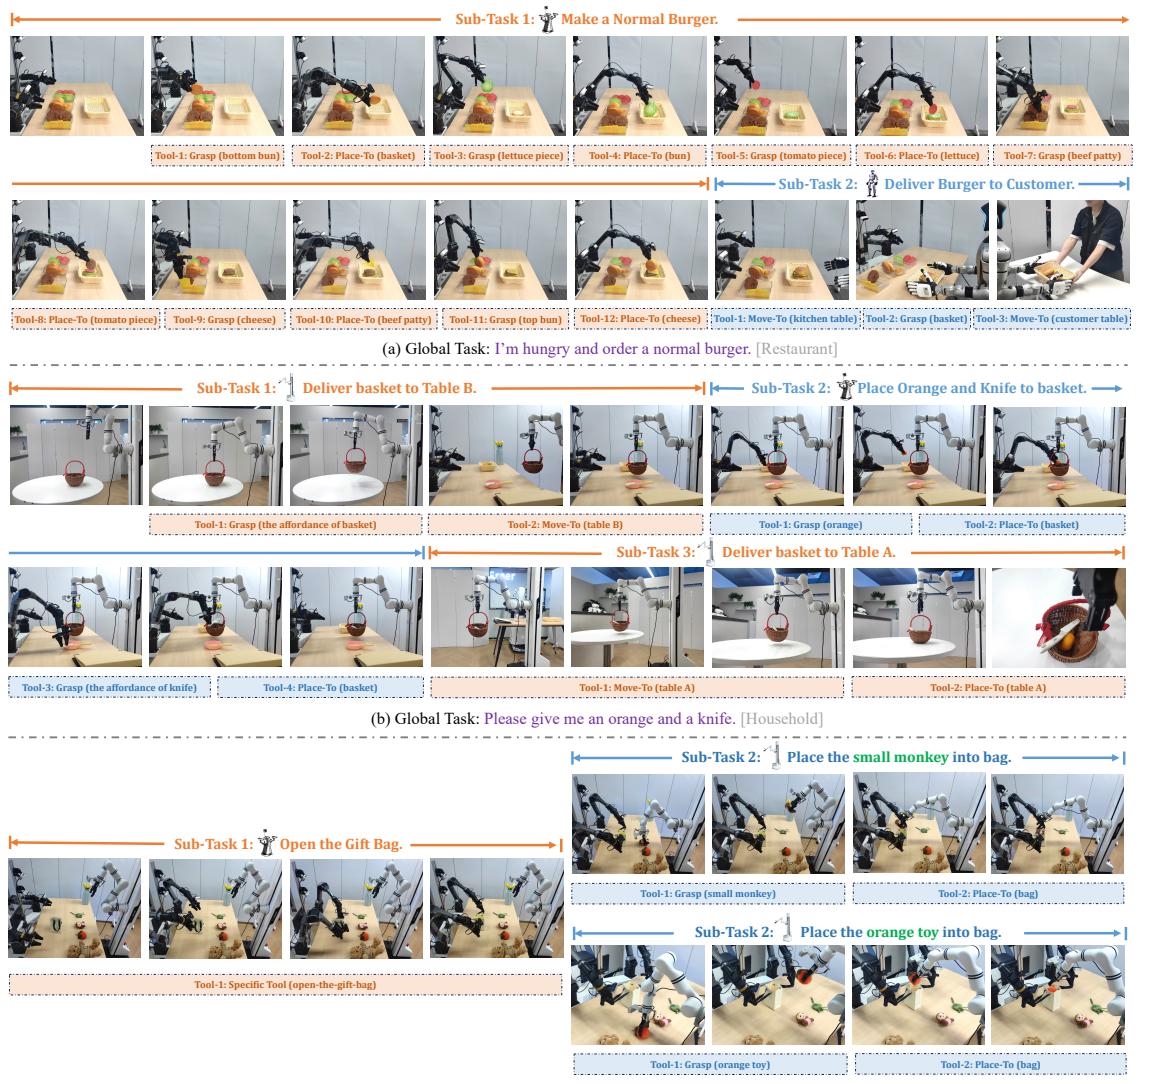 Sub-Task 1: Make a Normal Burger.
Tool-1: Grasp (bottom bun)
Tool-2: Place-To (basket)
Tool-3: Grasp (lettuce piece)
Tool-4: Place-To (bun)
Tool-5: Grasp (tomato piece)
Tool-6: Place-To (lettuce)
Tool-7: Grasp (beef patty)
Sub-Task 2: Deliver Burger to Customer.
Tool-8: Place-To (tomato piece)
Tool-9: Grasp (cheese)
Tool-10: Place-To (beef patty)
Tool-11: Grasp (top bun)
Tool-12: Place-To (cheese)
Tool-1: Move-To (kitchen table)
Tool-2: Grasp (basket)
Tool-3: Move-To (customer table)
(a) Global Task: I'm hungry and order a normal burger. [Restaurant]
Sub-Task 1: Deliver basket to Table B.
Sub-Task 2: Place Orange and Knife to basket.
Tool-1: Grasp (the affordance of basket)
Tool-2: Move-To (table B)
Tool-1: Grasp (orange)
Tool-2: Place-To (basket)
Sub-Task 3: Deliver basket to Table A.
Tool-3: Grasp (the affordance of knife)
Tool-4: Place-To (basket)
Tool-1: Move-To (table A)
Tool-2: Place-To (table A)
(b) Global Task: Please give me an orange and a knife. [Household]
Sub-Task 2: Place the small monkey into bag.
Sub-Task 1: Open the Gift Bag.
Tool-1: Grasp (small monkey)
Tool-2: Place-To (bag)
Sub-Task 2: Place the orange toy into bag.
Tool-1: Specific Tool (open-the-gift-bag)
Tool-1: Grasp (orange toy)
Tool-2: Place-To (bag)